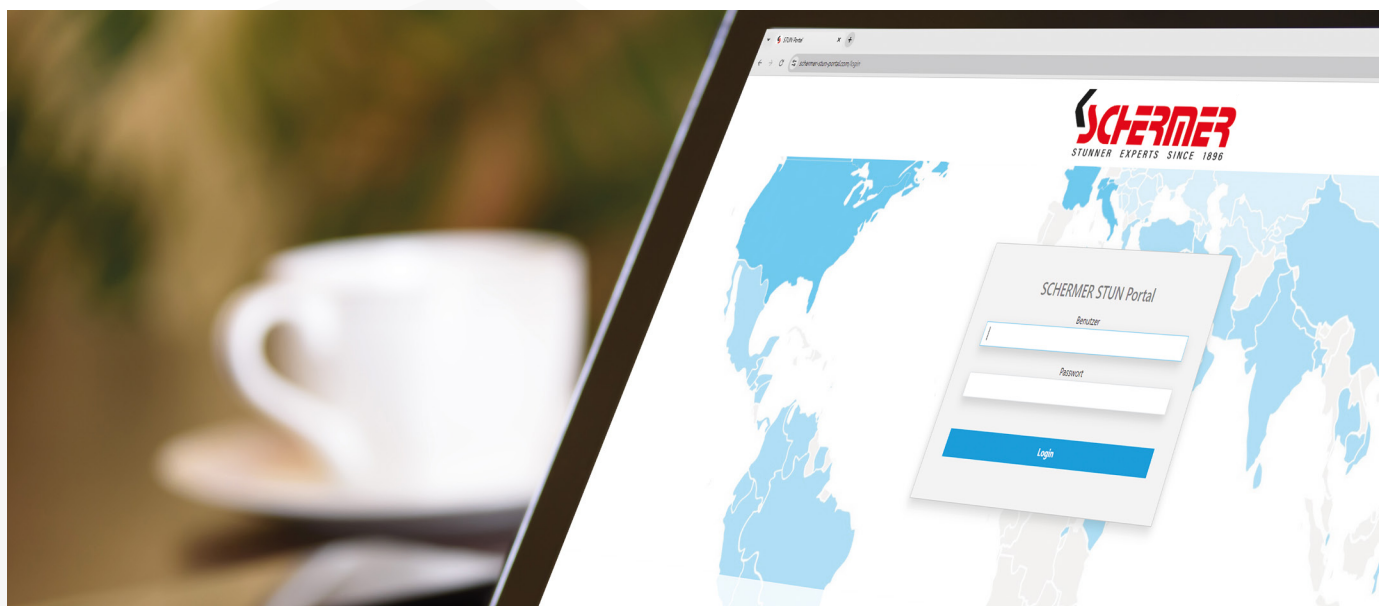 STUN Portal
schermer-stun-portal.com/login
SCHERMER
STUNNER EXPERTS SINCE 1896
SCHERMER STUN Portal
Benutzer
Passwort
Login